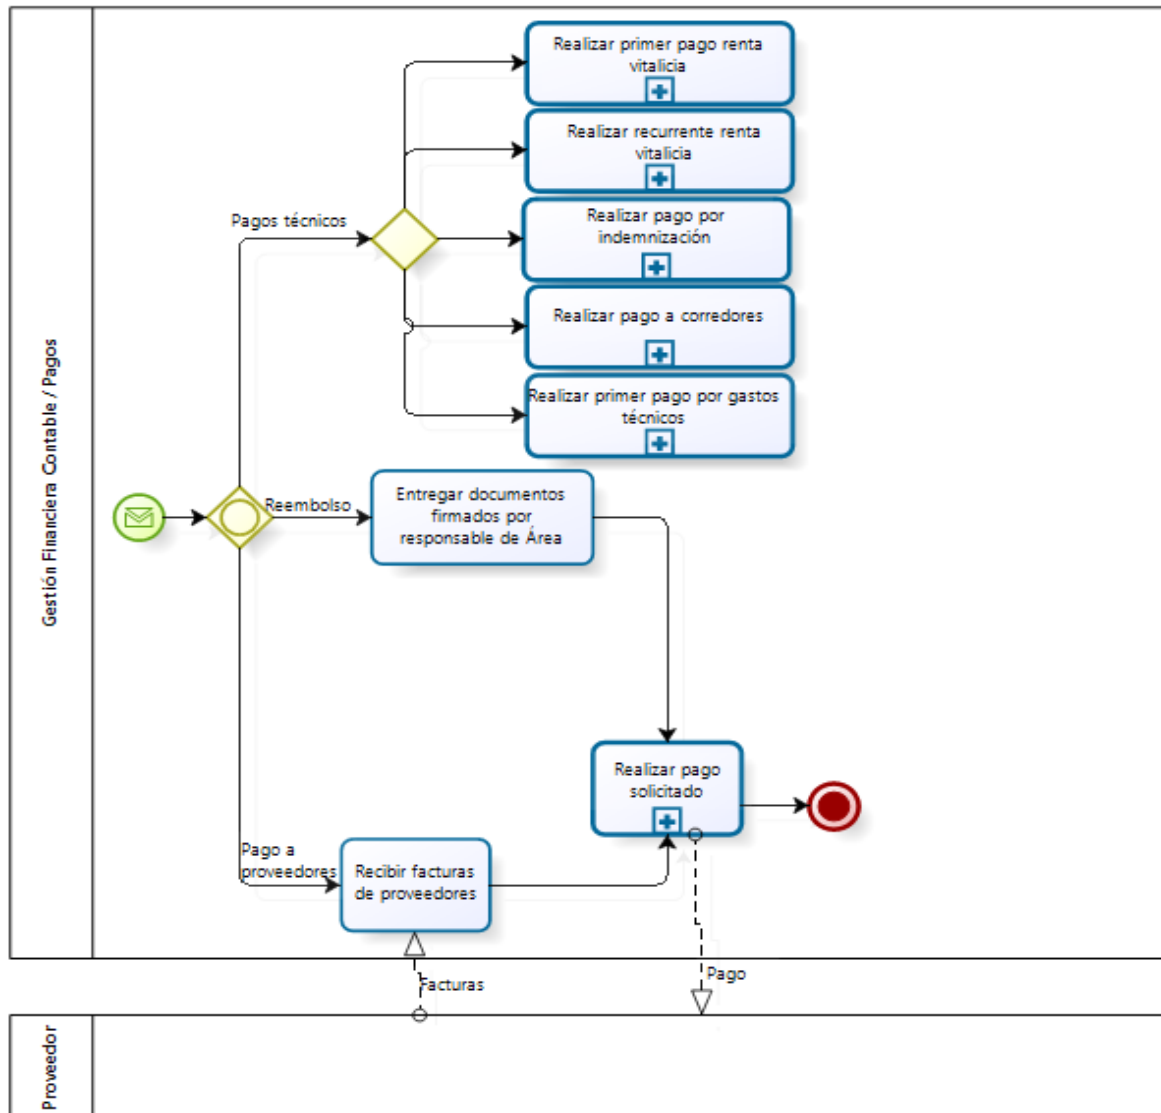 Gestión Financiera Contable / Pagos
Realizar primer pago renta
vitalicia
Realizar recurrente renta
vitalicia
Pagos técnicos
Realizar pago por
indemnización
Realizar pago a corredores
Realizar primer pago por gastos
técnicos
Reembolso
Entregar documentos
firmados por
responsable de Área
Realizar pago
solicitado
Pago a
proveedores
Recibir facturas
de proveedores
Facturas
Pago
Proveedor